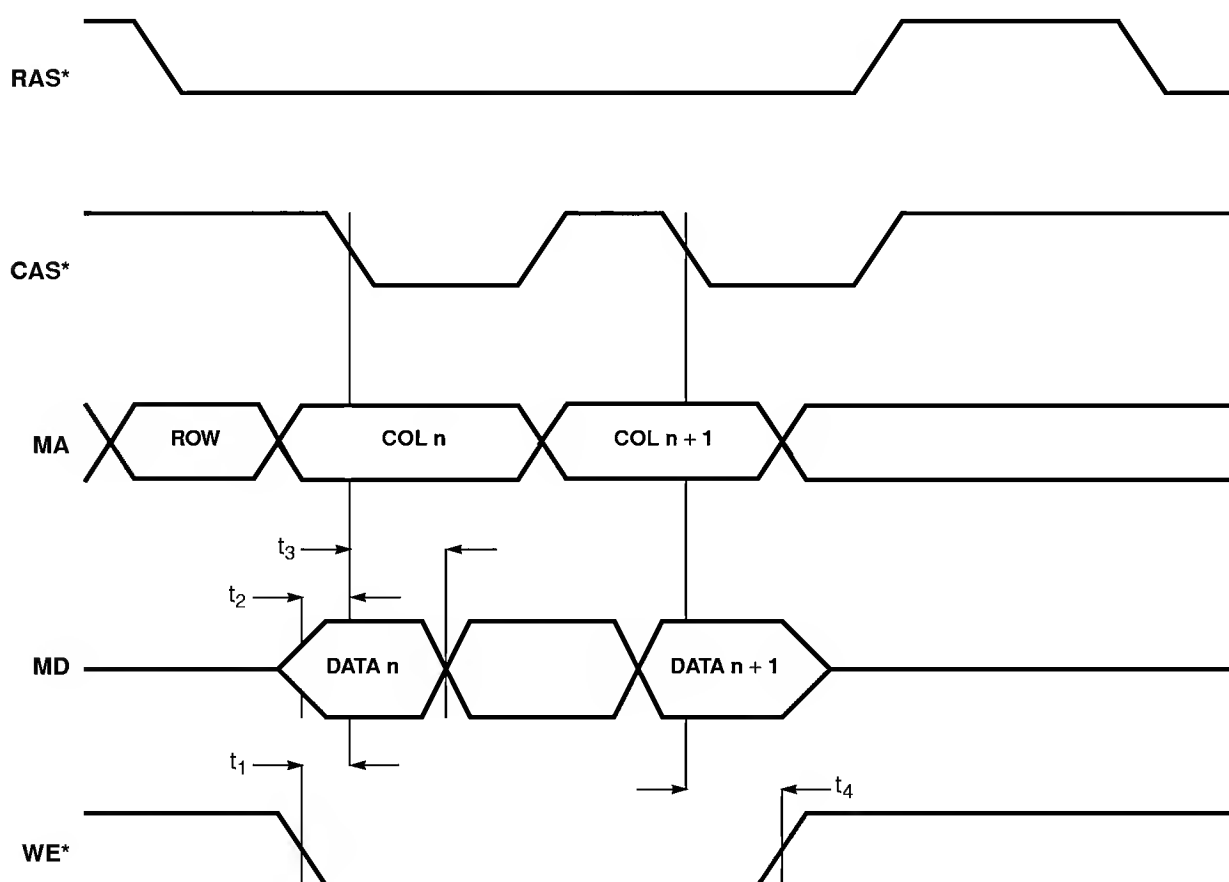 RAS*
CAS*
MA ROW COL n COL n + 1
t3
t2
MD DATA n DATA n + 1
t1
t4
WE*